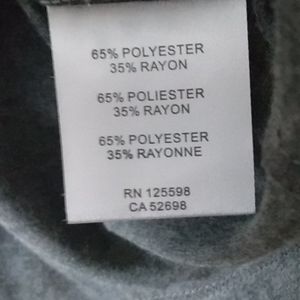 65% POLYESTER
35% RAYON
65% POLIESTER
35% RAYON
65% POLYESTER
35% RAYONNE
RN 125598
CA 52698